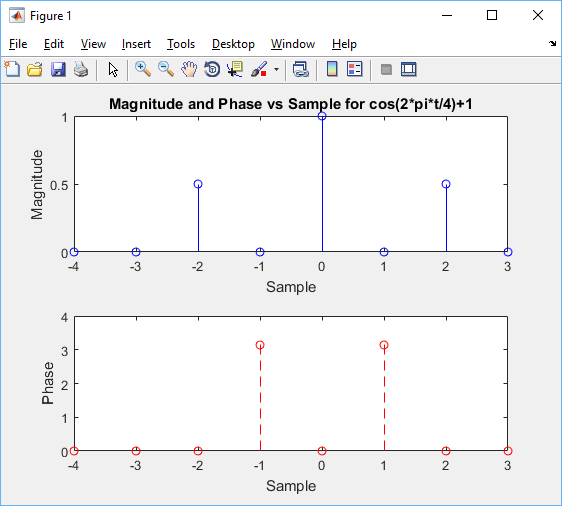 Figure 1
File Edit View Insert Tools Desktop Window Help
Magnitude and Phase vs Sample for cos(2*pi*t/4)+1
1
0.5
0
Magnitude
-4 -3 -2 -1 0 1 2 3
Sample
4
3
2
1
0
Phase
-4 -3 -2 -1 0 1 2 3
Sample